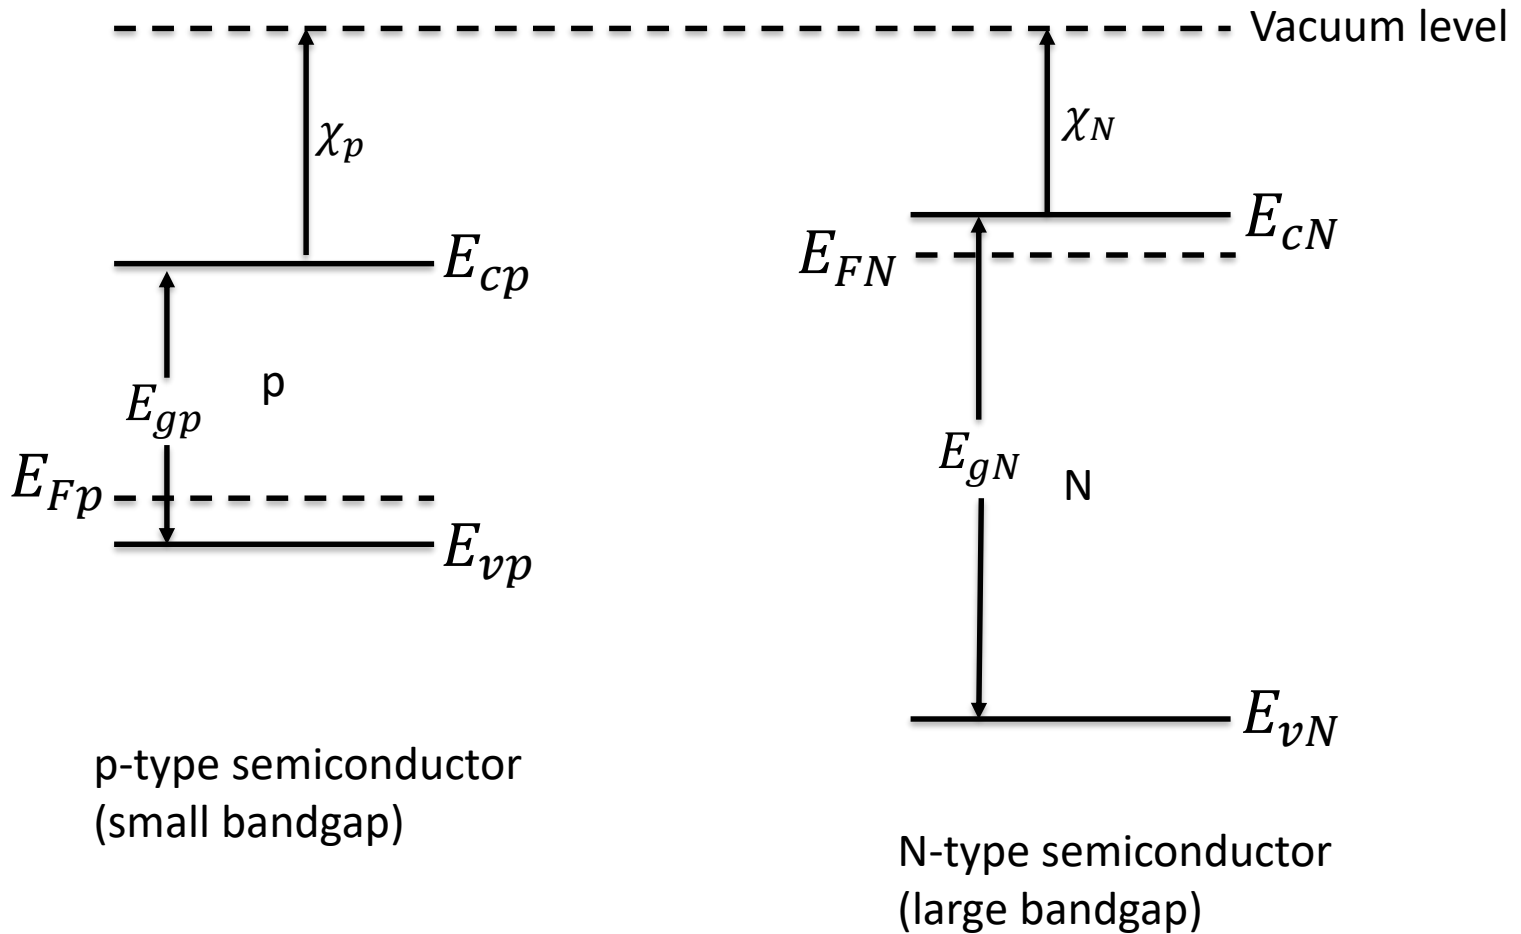 Vacuum level
χ_p
χ_N
E_cp
E_cN
E_FN
E_gp
p
E_gN
N
E_Fp
E_vp
E_vN
p-type semiconductor
(small bandgap)
N-type semiconductor
(large bandgap)